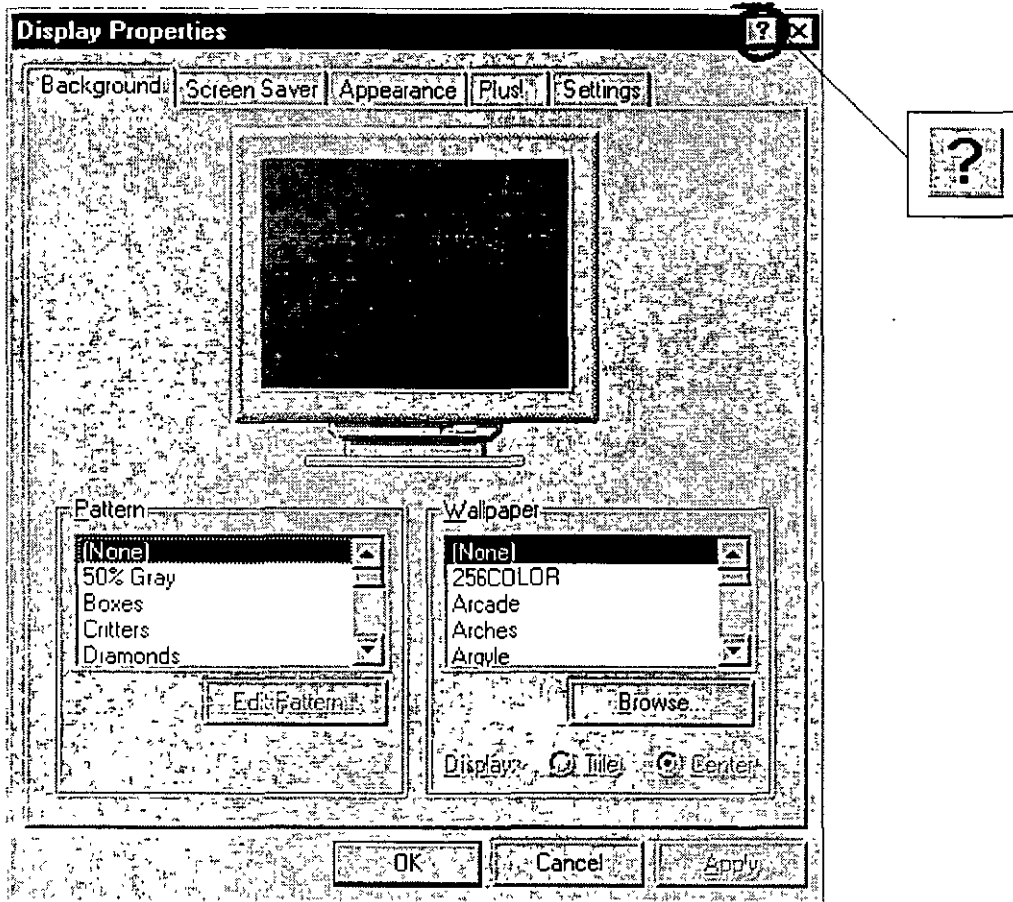 Display Properties ? ×
Background Screen Saver Appearance Plus! Settings
?
Pattern
(None)
50% Gray
Boxes
Critters
Diamonds
Edit Pattern...
Wallpaper
(None)
256COLOR
Arcade
Arches
Argyle
Browse...
Display: Tile Center
OK Cancel Apply